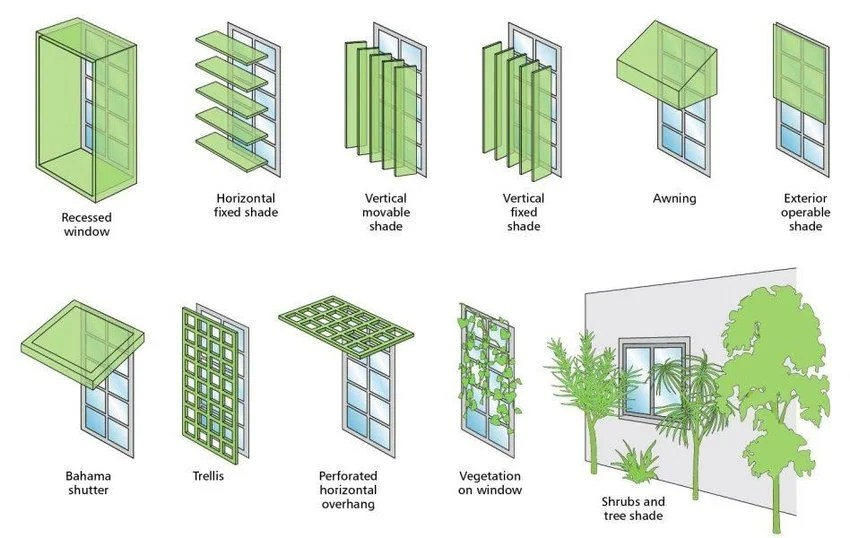 Recessed
window
Horizontal
fixed shade
Vertical
movable
shade
Vertical
fixed
shade
Awning
Exterior
operable
shade
Bahama
shutter
Trellis
Perforated
horizontal
overhang
Vegetation
on window
Shrubs and
tree shade